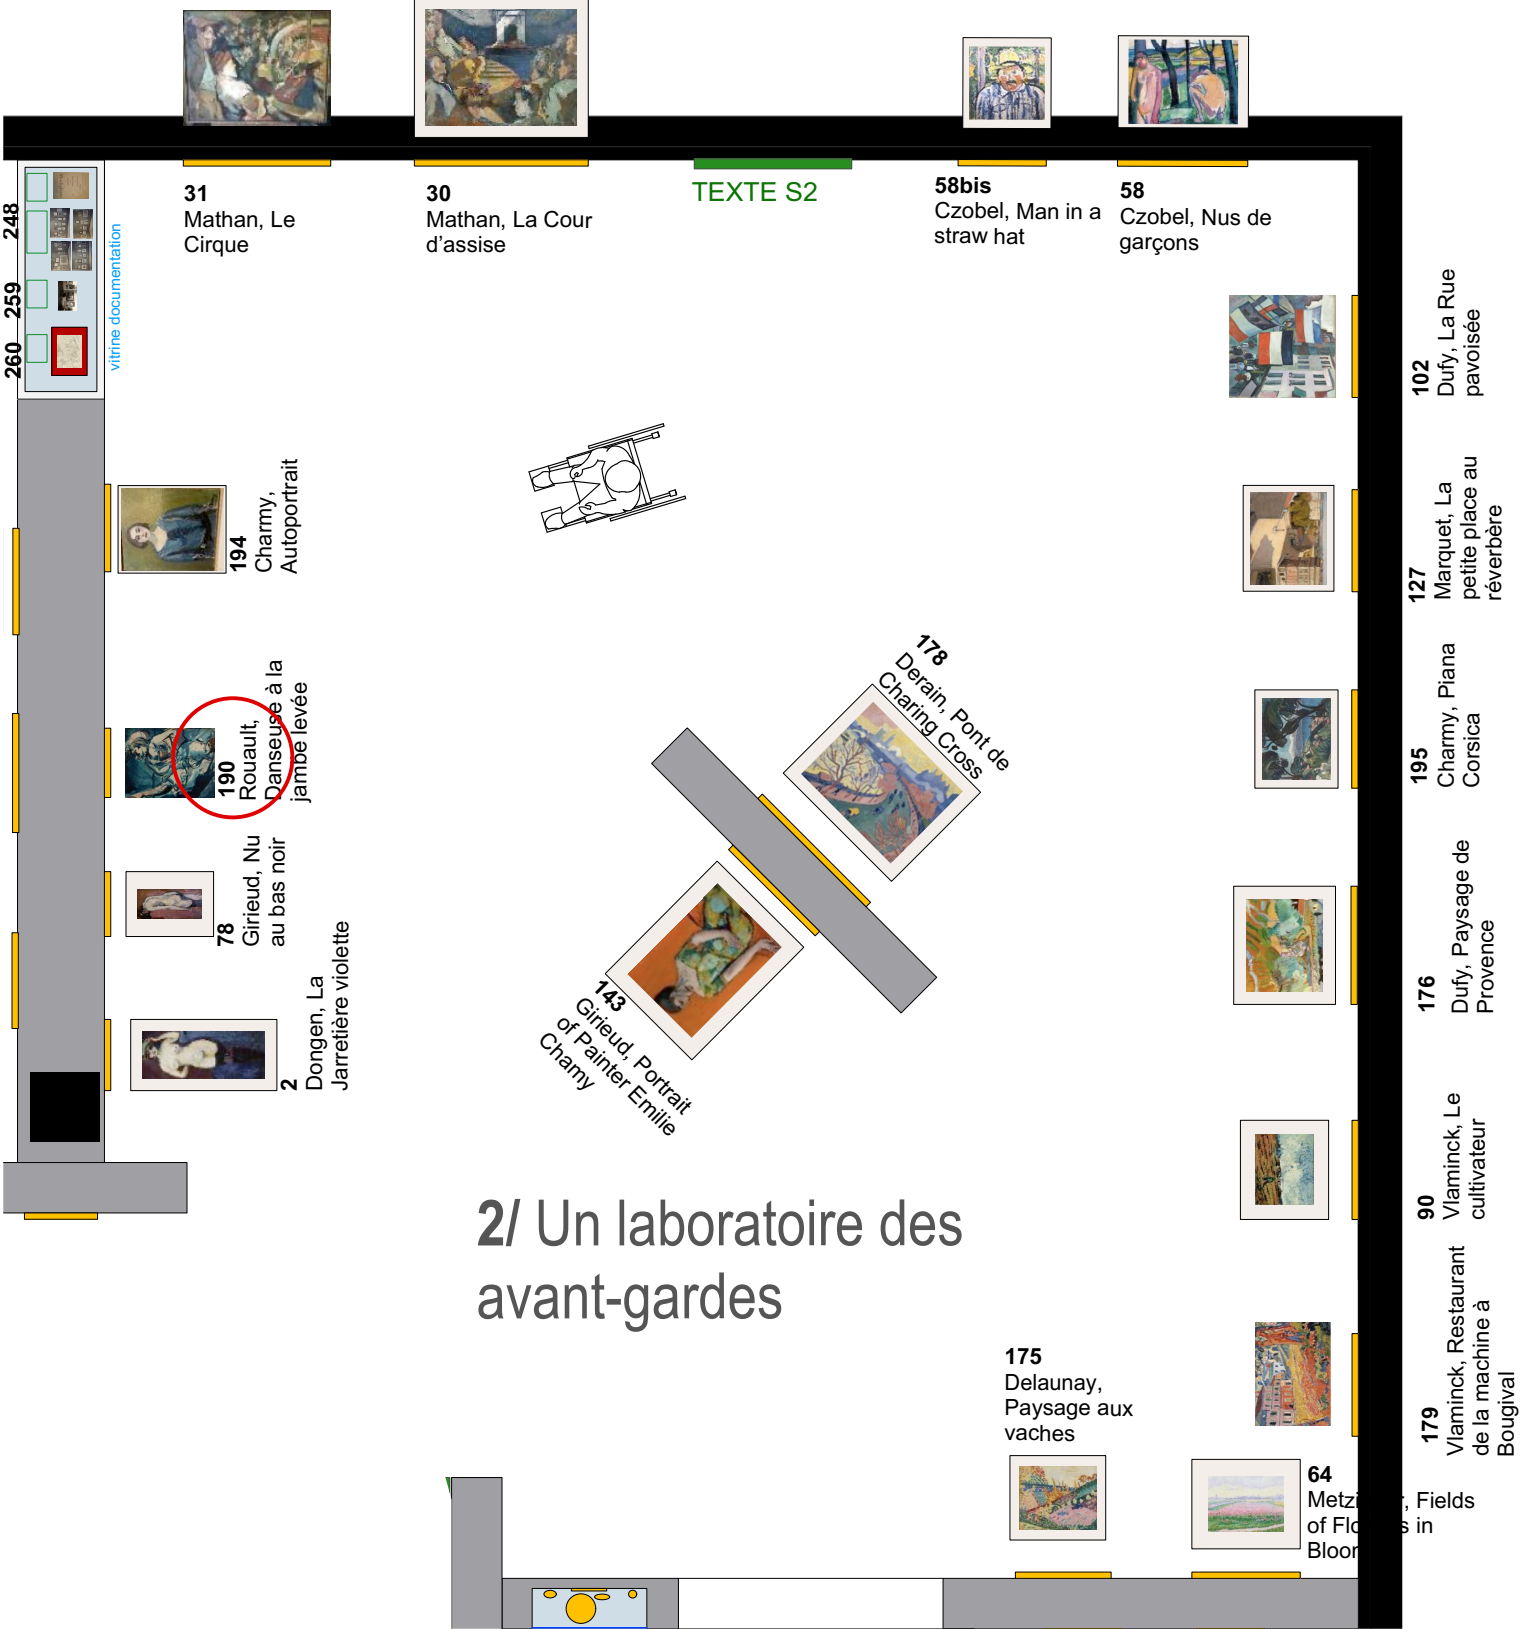 31
Mathan, Le
Cirque
30
Mathan, La Cour
d'assise
TEXTE S2
58bis
Czobel, Man in a
straw hat
58
Czobel, Nus de
garçons
248
259
260
vitrine documentation
194
Charmy,
Autoportrait
190
Rouault,
Danseuse à la
jambe levée
78
Girieud, Nu
au bas noir
2
Dongen, La
Jarretière violette
178
Derain, Pont de
Charing Cross
143
Girieud, Portrait
of Painter Emilie
Chamy
102
Dufy, La Rue
pavoisée
127
Marquet, La
petite place au
réverbère
195
Charmy, Piana
Corsica
176
Dufy, Paysage de
Provence
90
Vlaminck, Le
cultivateur
179
Vlaminck, Restaurant
de la machine à
Bougival
2/ Un laboratoire des
avant-gardes
175
Delaunay,
Paysage aux
vaches
64
Fields
of in